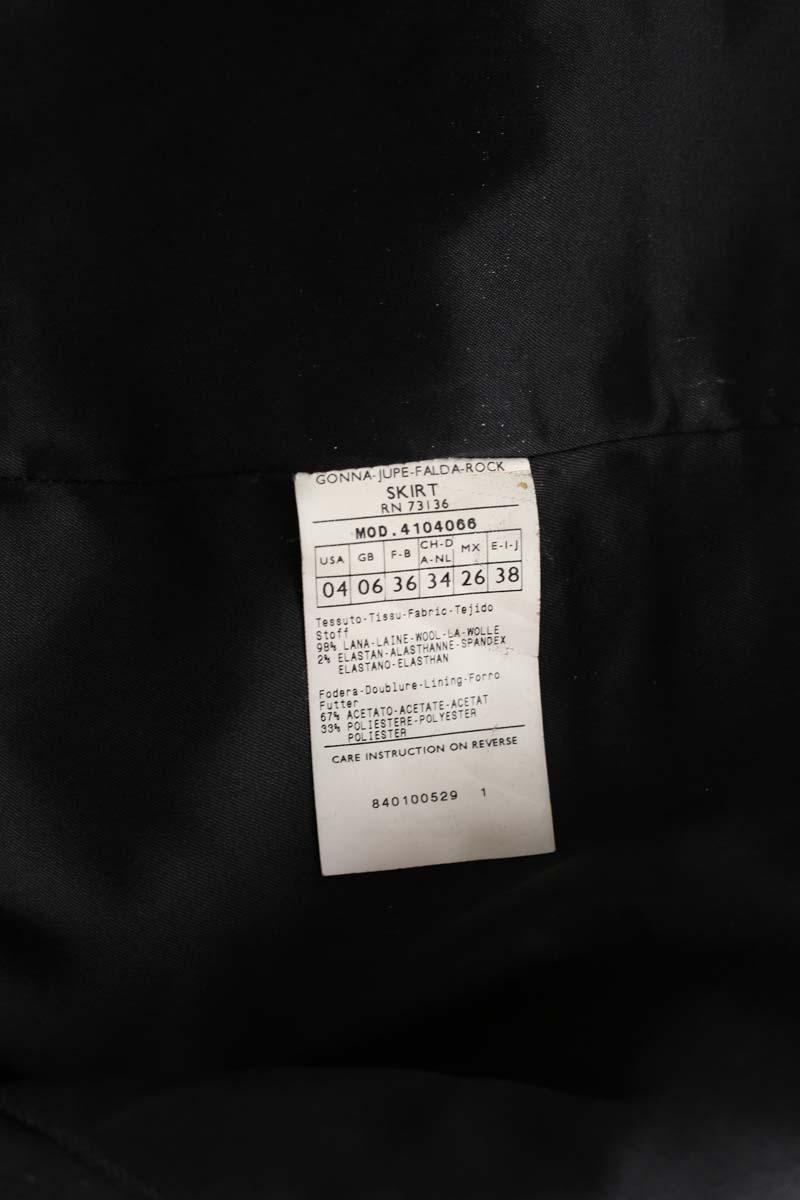 GONNA-JUPE-FALDA-ROCK
SKIRT
RN 73136
MOD.4104066
USA GB F-B CH-D A-NL MX E-I-J
04 06 36 34 26 38
Tessuto-Tissu-Fabric-Tejido
Stoff
98% LANA-LAINE-WOOL-LA-WOLLE
2% ELASTAN-ALASTHANNE-SPANDEX
ELASTANO-ELASTHAN
Fodera-Doublure-Lining-Forro
Futter
67% ACETATO-ACETATE-ACETAT
33% POLIESTERE-POLYESTER
POLIESTER
CARE INSTRUCTION ON REVERSE
840100529 1